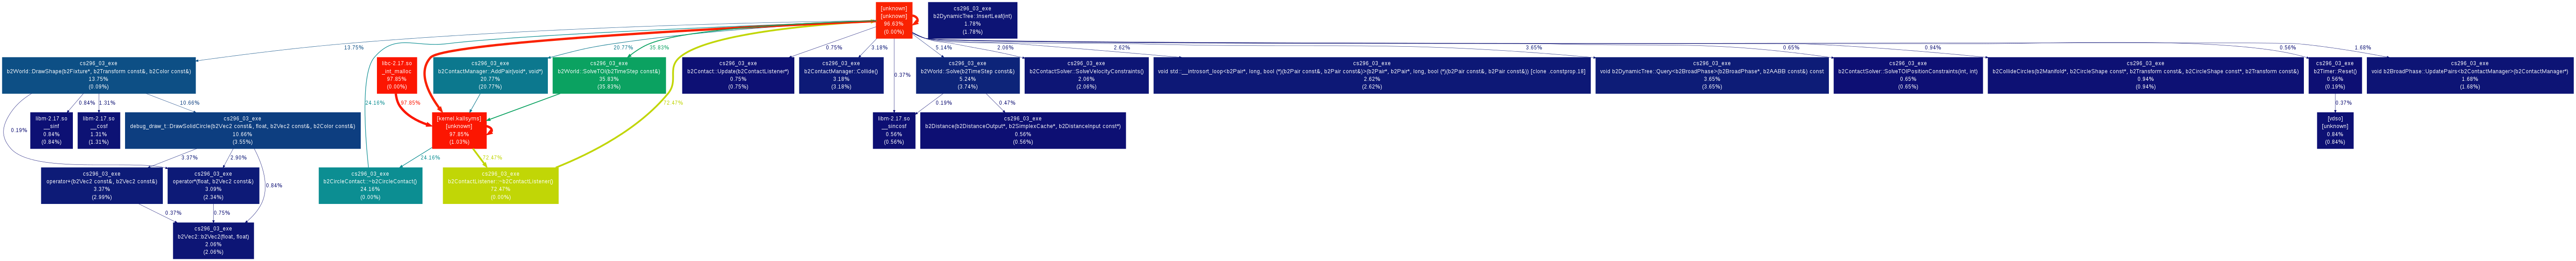 [unknown]
[unknown]
96.63%
(0.00%)
cs296_03_exe
b2DynamicTree::InsertLeaf(int)
1.78%
(1.78%)
13.75%
20.77%
35.83%
0.75%
3.18%
5.14%
2.06%
2.62%
3.65%
0.65%
0.94%
0.56%
1.68%
cs296_03_exe
b2World::DrawShape(b2Fixture*, b2Transform const&, b2Color const&)
13.75%
(0.09%)
libc-2.17.so
_int_malloc
97.85%
(0.00%)
cs296_03_exe
b2ContactManager::AddPair(void*, void*)
20.77%
(20.77%)
cs296_03_exe
b2World::SolveTOI(b2TimeStep const&)
35.83%
(35.83%)
cs296_03_exe
b2Contact::Update(b2ContactListener*)
0.75%
(0.75%)
cs296_03_exe
b2ContactManager::Collide()
3.18%
(3.18%)
0.37%
cs296_03_exe
b2World::Solve(b2TimeStep const&)
5.24%
(3.74%)
cs296_03_exe
b2ContactSolver::SolveVelocityConstraints()
2.06%
(2.06%)
cs296_03_exe
void std::__introsort_loop<b2Pair*, long, bool (*)(b2Pair const&, b2Pair const&)>(b2Pair*, b2Pair*, long, bool (*)(b2Pair const&, b2Pair const&)) [clone .constprop.18]
2.62%
(2.62%)
cs296_03_exe
void b2DynamicTree::Query<b2BroadPhase>(b2BroadPhase*, b2AABB const&) const
3.65%
(3.65%)
cs296_03_exe
b2ContactSolver::SolveTOIPositionConstraints(int, int)
0.65%
(0.65%)
cs296_03_exe
b2CollideCircles(b2Manifold*, b2CircleShape const*, b2Transform const&, b2CircleShape const*, b2Transform const&)
0.94%
(0.94%)
cs296_03_exe
b2Timer::Reset()
0.56%
(0.19%)
cs296_03_exe
void b2BroadPhase::UpdatePairs<b2ContactManager>(b2ContactManager*)
1.68%
(1.68%)
0.19%
0.84%
1.31%
10.66%
24.16%
97.85%
72.47%
0.19%
0.47%
0.37%
libm-2.17.so
__sinf
0.84%
(0.84%)
libm-2.17.so
__cosf
1.31%
(1.31%)
cs296_03_exe
debug_draw_t::DrawSolidCircle(b2Vec2 const&, float, b2Vec2 const&, b2Color const&)
10.66%
(3.55%)
[kernel.kallsyms]
[unknown]
97.85%
(1.03%)
libm-2.17.so
__sincosf
0.56%
(0.56%)
cs296_03_exe
b2Distance(b2DistanceOutput*, b2SimplexCache*, b2DistanceInput const*)
0.56%
(0.56%)
[vdso]
[unknown]
0.84%
(0.84%)
3.37%
2.90%
0.84%
24.16%
72.47%
cs296_03_exe
operator+(b2Vec2 const&, b2Vec2 const&)
3.37%
(2.99%)
cs296_03_exe
operator*(float, b2Vec2 const&)
3.09%
(2.34%)
cs296_03_exe
b2CircleContact::~b2CircleContact()
24.16%
(0.00%)
cs296_03_exe
b2ContactListener::~b2ContactListener()
72.47%
(0.00%)
0.37%
0.75%
cs296_03_exe
b2Vec2::b2Vec2(float, float)
2.06%
(2.06%)